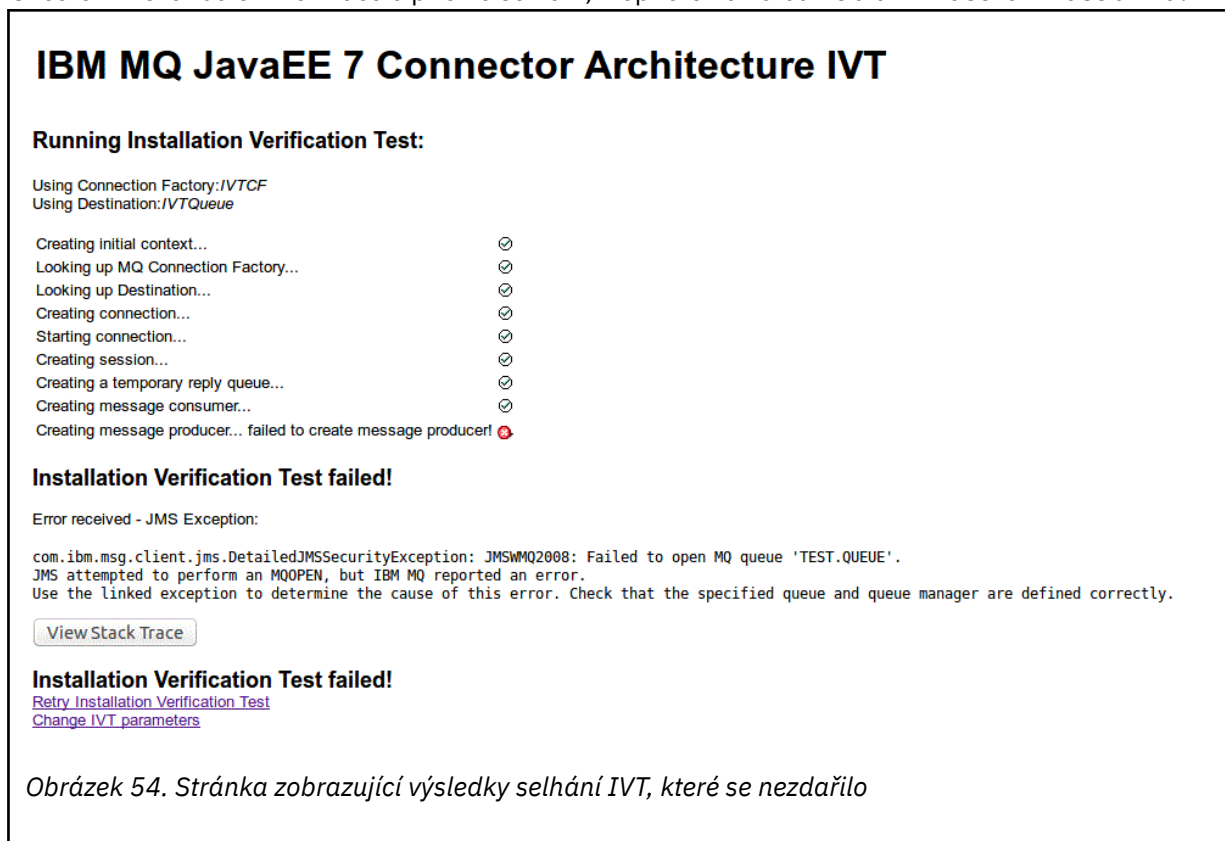 IBM MQ JavaEE 7 Connector Architecture IVT
Running Installation Verification Test:
Using Connection Factory:IVTCF
Using Destination:IVTQueue
Creating initial context...
Looking up MQ Connection Factory...
Looking up Destination...
Creating connection...
Starting connection...
Creating session...
Creating a temporary reply queue...
Creating message consumer...
Creating message producer... failed to create message producer!
Installation Verification Test failed!
Error received - JMS Exception:
com.ibm.msg.client.jms.DetailedJMSSecurityException: JMSWMQ2008: Failed to open MQ queue 'TEST.QUEUE'.
JMS attempted to perform an MQOPEN, but IBM MQ reported an error.
Use the linked exception to determine the cause of this error. Check that the specified queue and queue manager are defined correctly.
View Stack Trace
Installation Verification Test failed!
Retry Installation Verification Test
Change IVT parameters
Obrázek 54. Stránka zobrazující výsledky selhání IVT, které se nezdařilo